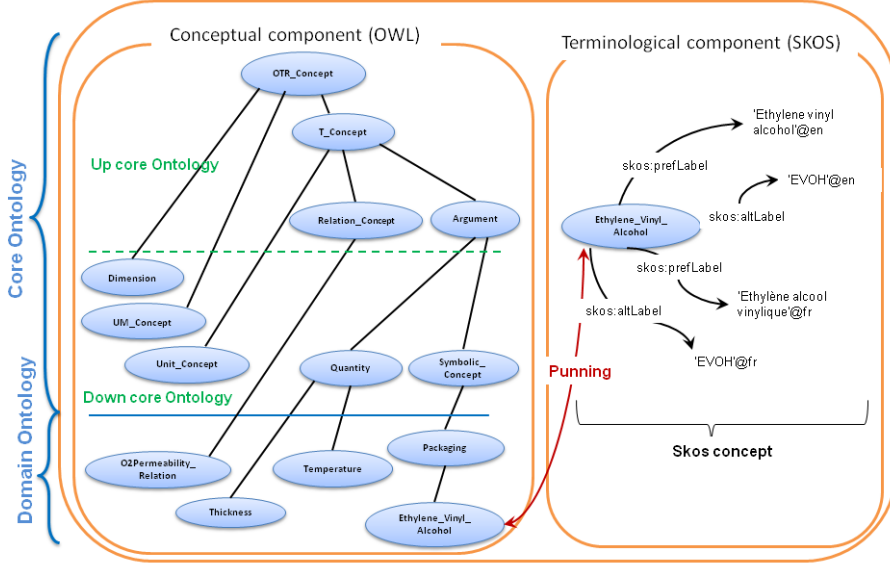 Conceptual component (OWL)
Terminological component (SKOS)
OTR_Concept
T_Concept
Up core Ontology
Relation_Concept
Argument
Dimension
UM_Concept
Unit_Concept
Quantity
Symbolic_
Concept
Down core Ontology
O2Permeability_
Relation
Temperature
Packaging
Thickness
Ethylene_Vinyl_
Alcohol
Core Ontology
Domain Ontology
Punning
'Ethylene vinyl
alcohol'@en
skos:prefLabel
'EVOH'@en
skos:altLabel
Ethylene_Vinyl_
Alcohol
skos:prefLabel
'Ethylène alcool
vinylique'@fr
skos:altLabel
'EVOH'@fr
Skos concept